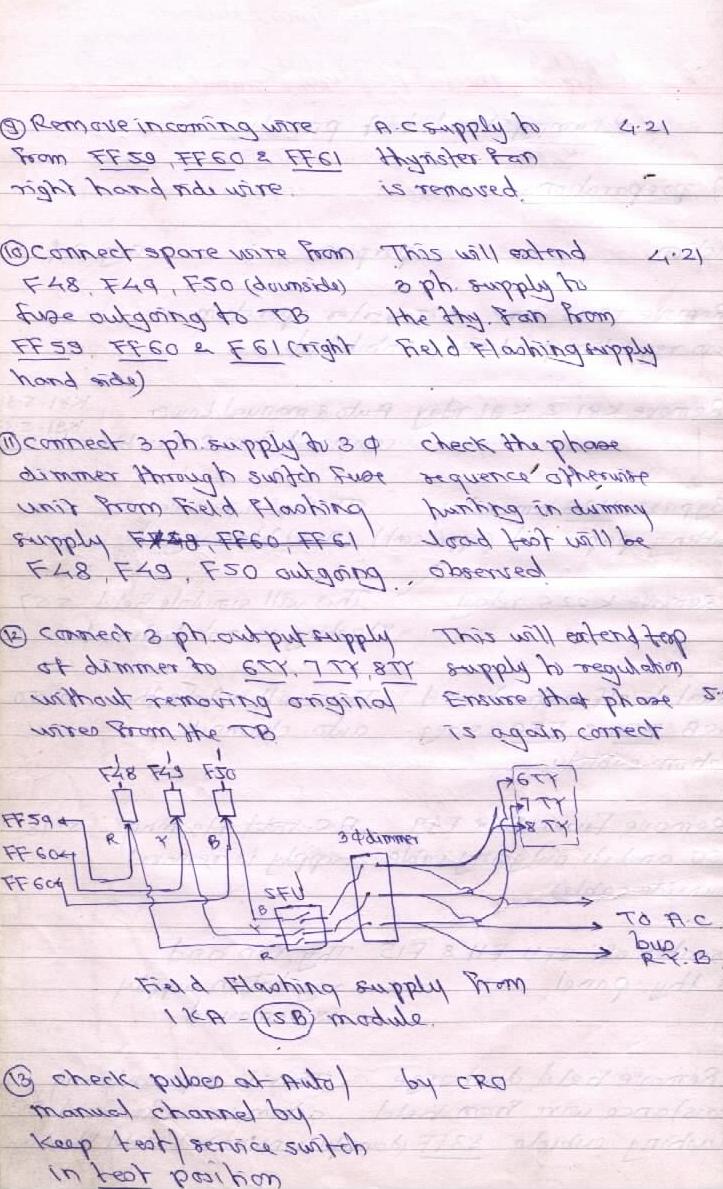 ⑨ Remove incoming wire A.C supply to 4.21
from FF59, FF60 & FF61 thyrister Fan
right hand side wire. is removed.
⑩ Connect spare wire from This will extend 4.21
F48, F49, F50 (downside) 3 ph. supply to
fuse outgoing to TB the thy. Fan from
FF59, FF60 & F61 (right Field Flashing supply
hand side)
⑪ connect 3 ph. supply to 3 ϕ check the phase
dimmer through switch fuse sequence otherwise
unit from Field Flashing hunting in dummy
supply FF60, FF61 load test will be
F48, F49, F50 outgoing. observed
⑫ connect 3 ph. output supply This will extend top
of dimmer to 6TY, 7TY, 8TY supply to regulation
without removing original Ensure that phase 5.
wires from the TB is again correct
F48 F49 F50
6 TY
7 TY
8 TY
FF59
R Y B
3 ϕ dimmer
FF60
FF60
SFU
B
Y
R
TO A.C
bus.
R.Y.B
Field Flashing supply from
1 KA - 15B module.
⑬ check pulses at Auto/ by CRO
manual channel by
Keep test/service switch
in test position